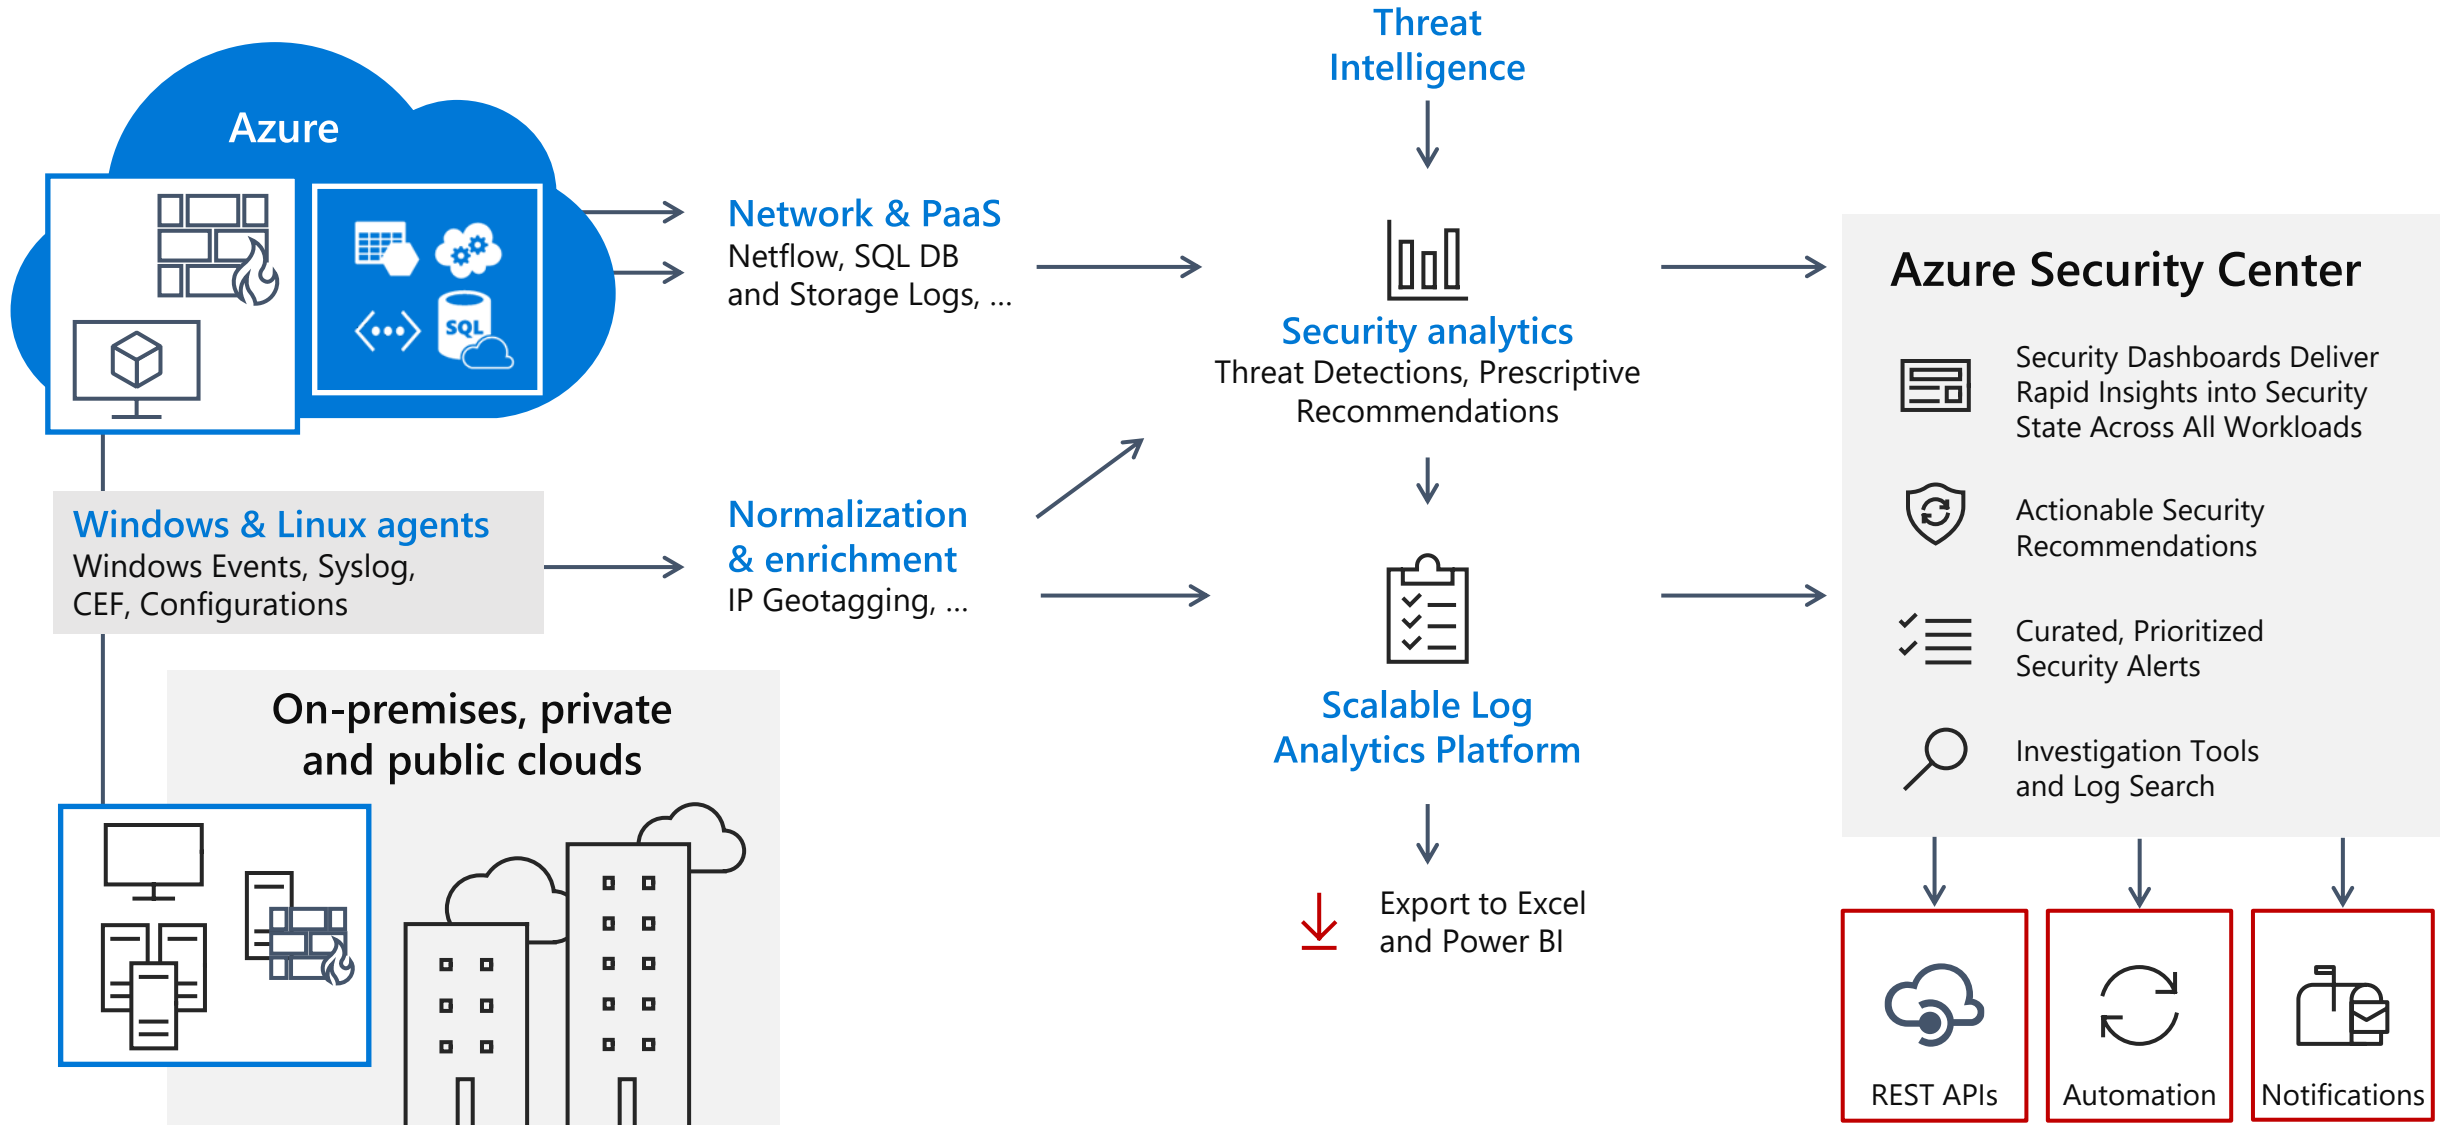 Threat
Intelligence
Azure
SQL
Network & PaaS
Netflow, SQL DB
and Storage Logs, ...
Security analytics
Threat Detections, Prescriptive
Recommendations
Windows & Linux agents
Windows Events, Syslog,
CEF, Configurations
Normalization
& enrichment
IP Geotagging, ...
On-premises, private
and public clouds
Scalable Log
Analytics Platform
Export to Excel
and Power BI
Azure Security Center
Security Dashboards Deliver
Rapid Insights into Security
State Across All Workloads
Actionable Security
Recommendations
Curated, Prioritized
Security Alerts
Investigation Tools
and Log Search
REST APIs
Automation
Notifications